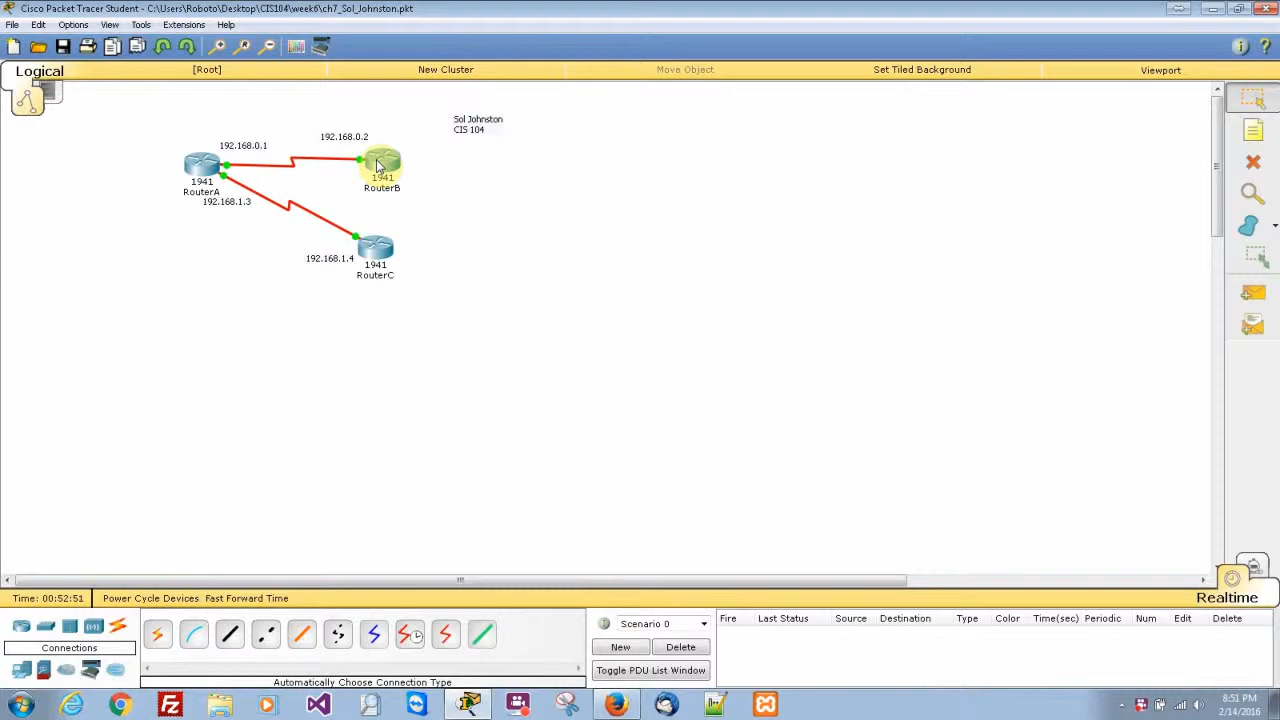 Cisco Packet Tracer Student - C:\Users\Roboto\Desktop\CIS104\week6\ch7_Sol_Johnston.pkt
File Edit Options View Tools Extensions Help
Logical
[Root]
New Cluster
Move Object
Set Tiled Background
Viewport
Sol Johnston
CIS 104
192.168.0.2
192.168.0.1
1941
RouterA
1941
RouterB
192.168.1.3
192.168.1.4
1941
RouterC
Time: 00:52:51
Power Cycle Devices Fast Forward Time
Realtime
Connections
Automatically Choose Connection Type
Scenario 0
New
Delete
Toggle PDU List Window
Fire Last Status Source Destination Type Color Time(sec) Periodic Num Edit Delete
8:51 PM
2/14/2016